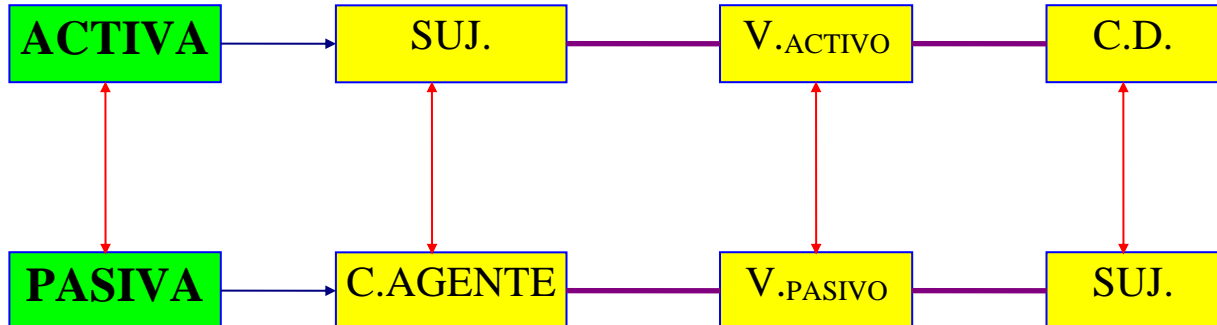 ACTIVA SUJ. V.ACTIVO C.D.
PASIVA C.AGENTE V.PASIVO SUJ.